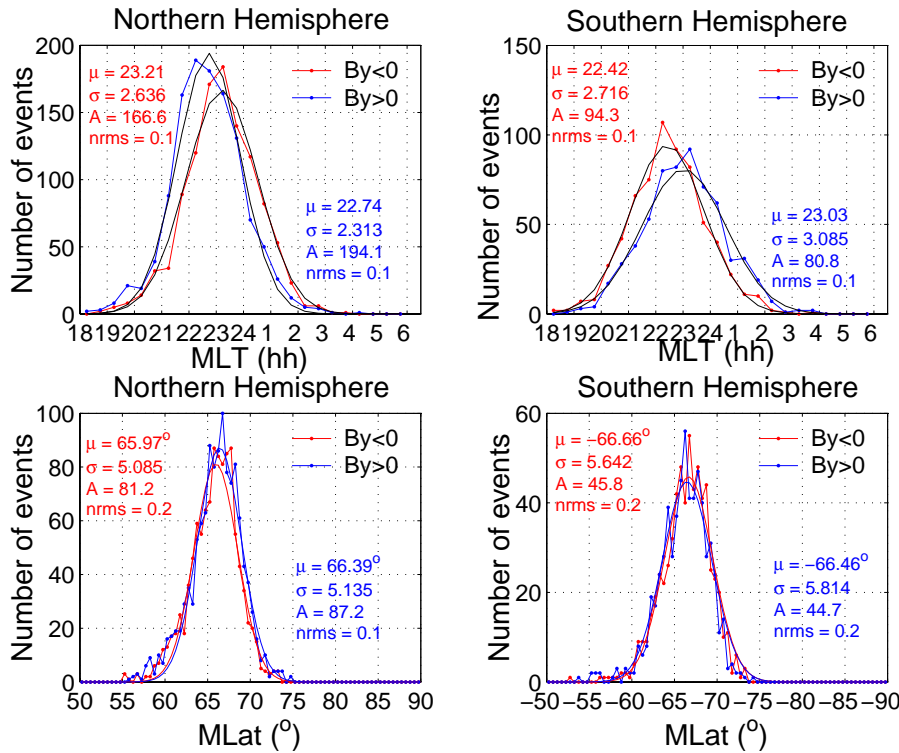 Northern Hemisphere
200
150
100
50
0
Number of events
μ = 23.21
σ = 2.636
A = 166.6
nrms = 0.1
By<0
By>0
μ = 22.74
σ = 2.313
A = 194.1
nrms = 0.1
18 19 20 21 22 23 24 1 2 3 4 5 6
MLT (hh)
Southern Hemisphere
150
100
50
0
Number of events
μ = 22.42
σ = 2.716
A = 94.3
nrms = 0.1
By<0
By>0
μ = 23.03
σ = 3.085
A = 80.8
nrms = 0.1
18 19 20 21 22 23 24 1 2 3 4 5 6
MLT (hh)
Northern Hemisphere
100
80
60
40
20
0
Number of events
μ = 65.97°
σ = 5.085
A = 81.2
nrms = 0.2
By<0
By>0
μ = 66.39°
σ = 5.135
A = 87.2
nrms = 0.1
50 55 60 65 70 75 80 85 90
MLat (°)
Southern Hemisphere
60
40
20
0
Number of events
μ = −66.66°
σ = 5.642
A = 45.8
nrms = 0.2
By<0
By>0
μ = −66.46°
σ = 5.814
A = 44.7
nrms = 0.2
−50 −55 −60 −65 −70 −75 −80 −85 −90
MLat (°)